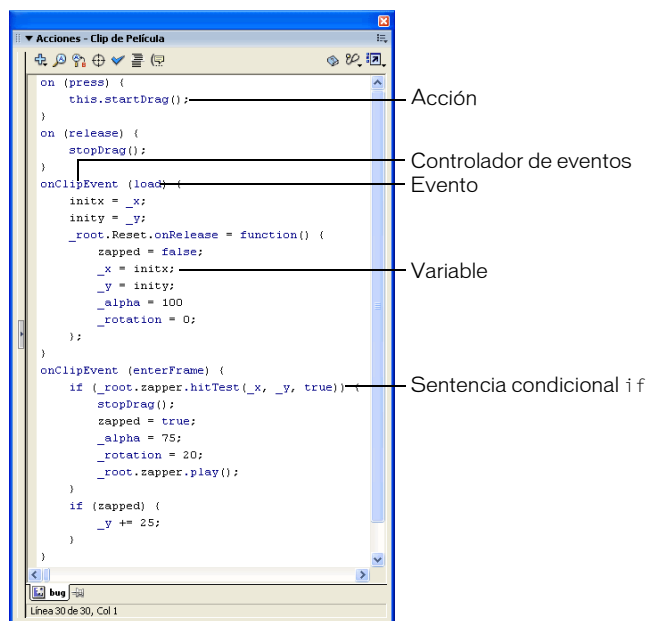 Acciones - Clip de Película
on (press) {
this.startDrag();
Acción
}
on (release) {
stopDrag();
}
Controlador de eventos
onClipEvent (load) {
Evento
initx = _x;
inity = _y;
_root.Reset.onRelease = function() {
zapped = false;
_x = initx;
Variable
_y = inity;
_alpha = 100
_rotation = 0;
};
}
onClipEvent (enterFrame) {
if (_root.zapper.hitTest(_x, _y, true)) {
Sentencia condicional if
stopDrag();
zapped = true;
_alpha = 75;
_rotation = 20;
_root.zapper.play();
}
if (zapped) {
_y += 25;
}
}
bug
Línea 30 de 30, Col 1